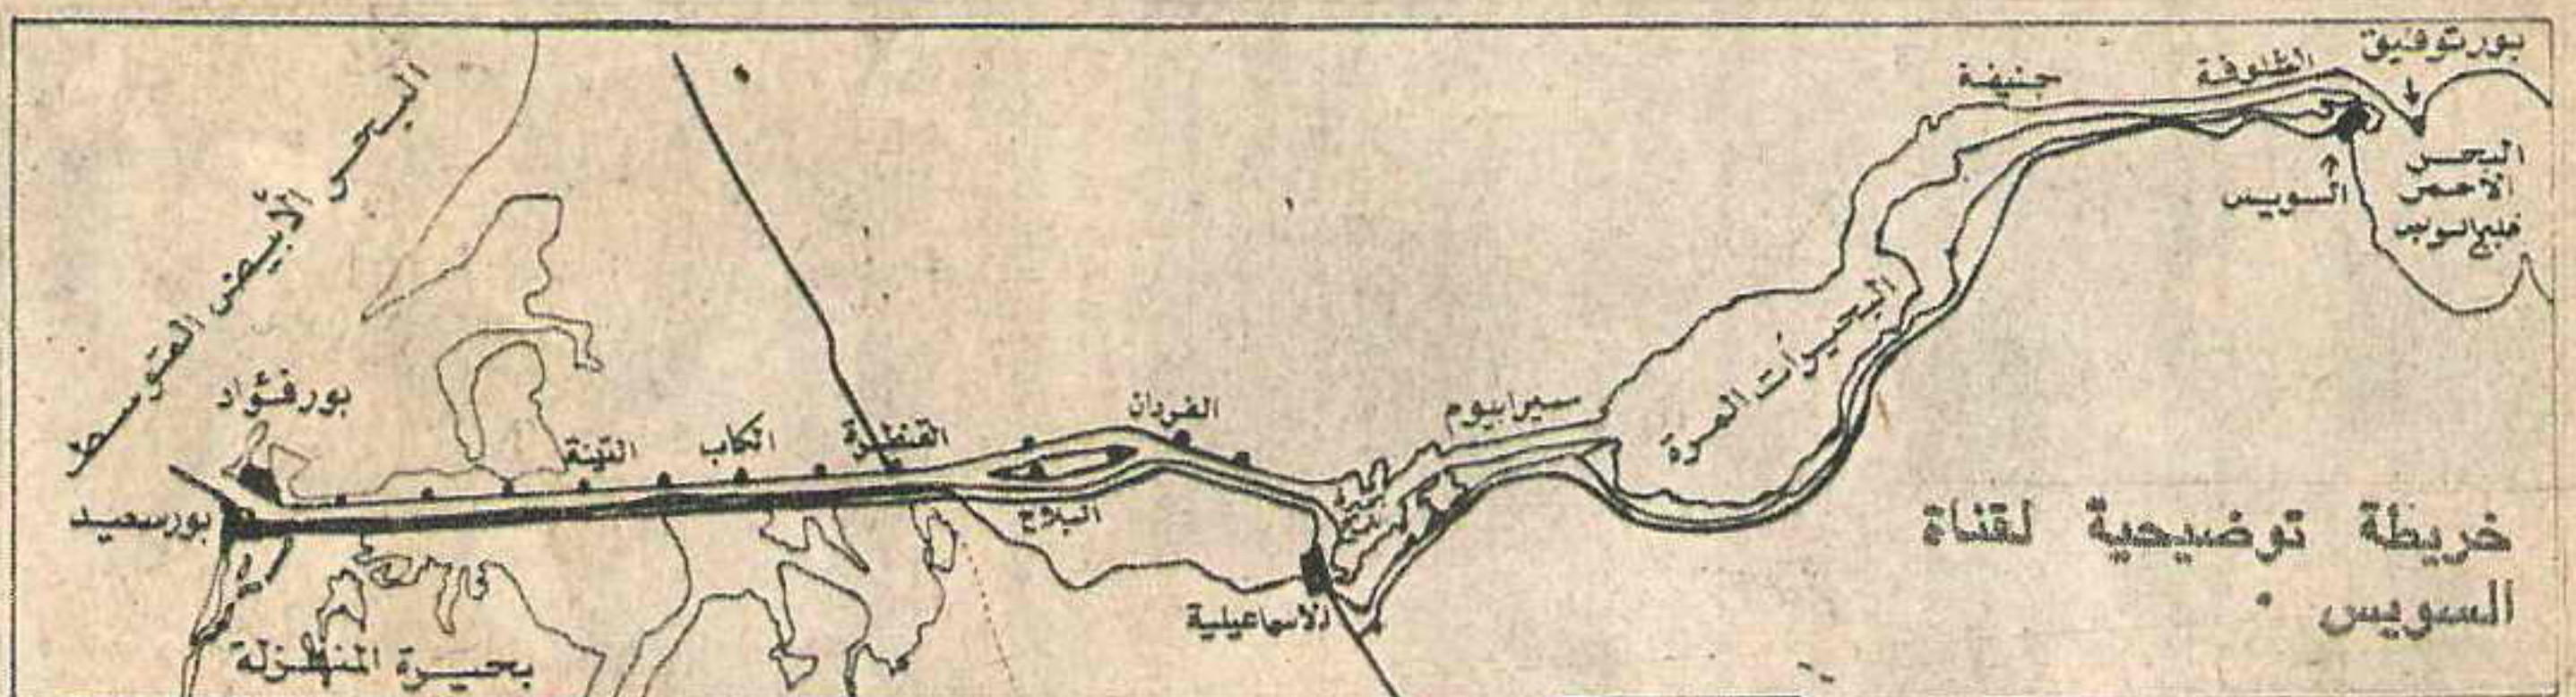 بورتوفيق
الشلوفة
جنيفة
البحر
الاحمر
خليج السويس
السويس
البحر الأبيض المتوسط
البحيرات المرة
بورفؤاد
الفردان
سيرابيوم
القنطرة
الكاب
التينة
البلاح
بورسعيد
الاسماعيلية
بحيرة المنزلة
خريطة توضيحية لقناة
السويس .